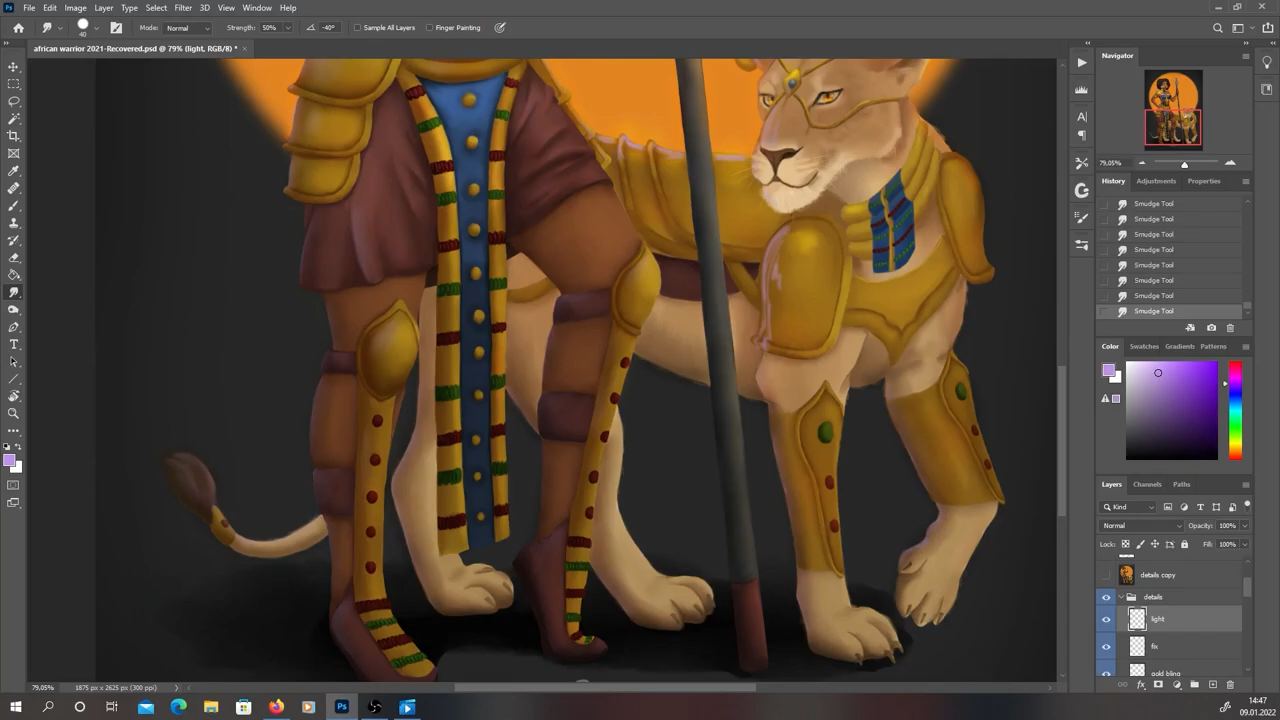 File Edit Image Layer Type Select Filter 3D View Window Help
40 Mode: Normal Strength: 50% -40° Sample All Layers Finger Painting
african warrior 2021-Recovered.psd @ 79% (light, RGB/8) * ×
Navigator
79,05%
History Adjustments Properties
Smudge Tool
Smudge Tool
Smudge Tool
Smudge Tool
Smudge Tool
Smudge Tool
Smudge Tool
Smudge Tool
Color Swatches Gradients Patterns
Layers Channels Paths
Kind
Normal Opacity: 100%
Lock: Fill: 100%
details copy
details
light
fix
gold bling
79,05% 1875 px x 2625 px (300 ppi)
14:47
09.01.2022